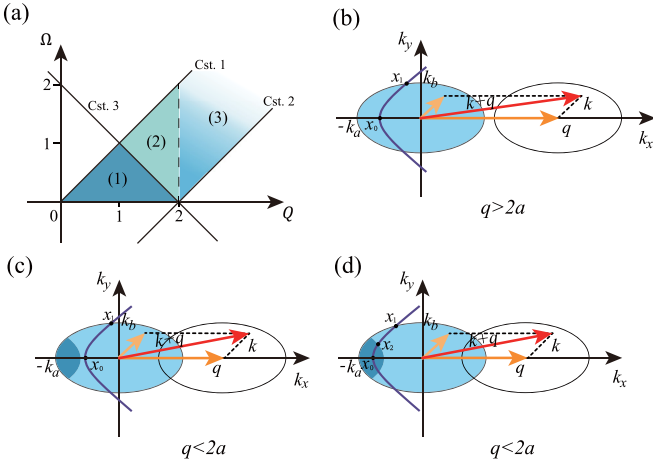 (a)
Ω
Cst. 1
2
Cst. 3
Cst. 2
(3)
1
(2)
(1)
0
1
2
Q
(b)
k_y
x_1
k_b
k+q
k
-k_a
x_0
q
k_x
q>2a
(c)
k_y
x_1
k_b
k+q
k
-k_a
x_0
q
k_x
q<2a
(d)
k_y
x_1
k_b
x_2
k+q
k
-k_a
x_0
q
k_x
q<2a